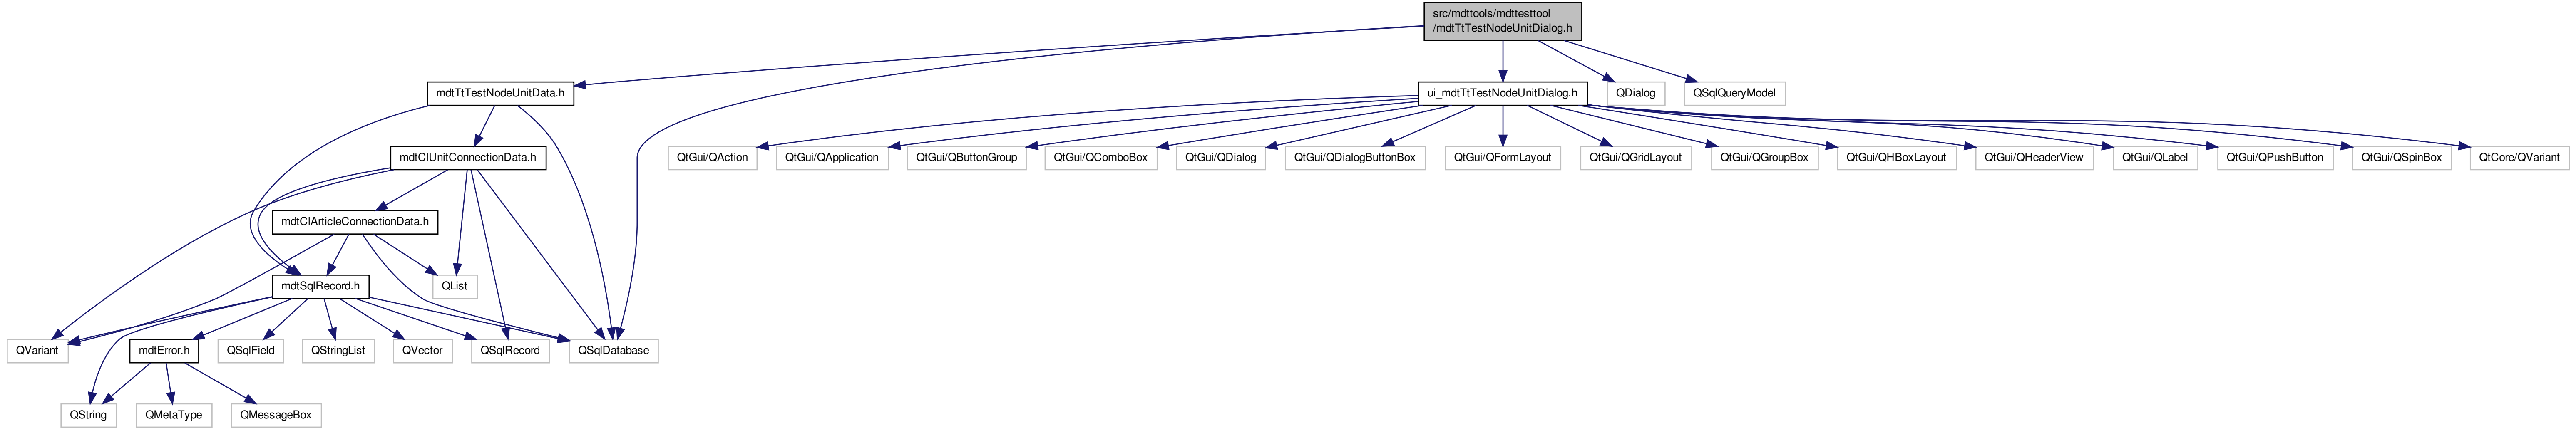 src/mdttools/mdttesttool
/mdtTtTestNodeUnitDialog.h
mdtTtTestNodeUnitData.h
ui_mdtTtTestNodeUnitDialog.h
QDialog
QSqlQueryModel
mdtClUnitConnectionData.h
QtGui/QAction
QtGui/QApplication
QtGui/QButtonGroup
QtGui/QComboBox
QtGui/QDialog
QtGui/QDialogButtonBox
QtGui/QFormLayout
QtGui/QGridLayout
QtGui/QGroupBox
QtGui/QHBoxLayout
QtGui/QHeaderView
QtGui/QLabel
QtGui/QPushButton
QtGui/QSpinBox
QtCore/QVariant
mdtClArticleConnectionData.h
mdtSqlRecord.h
QList
QVariant
mdtError.h
QSqlField
QStringList
QVector
QSqlRecord
QSqlDatabase
QString
QMetaType
QMessageBox